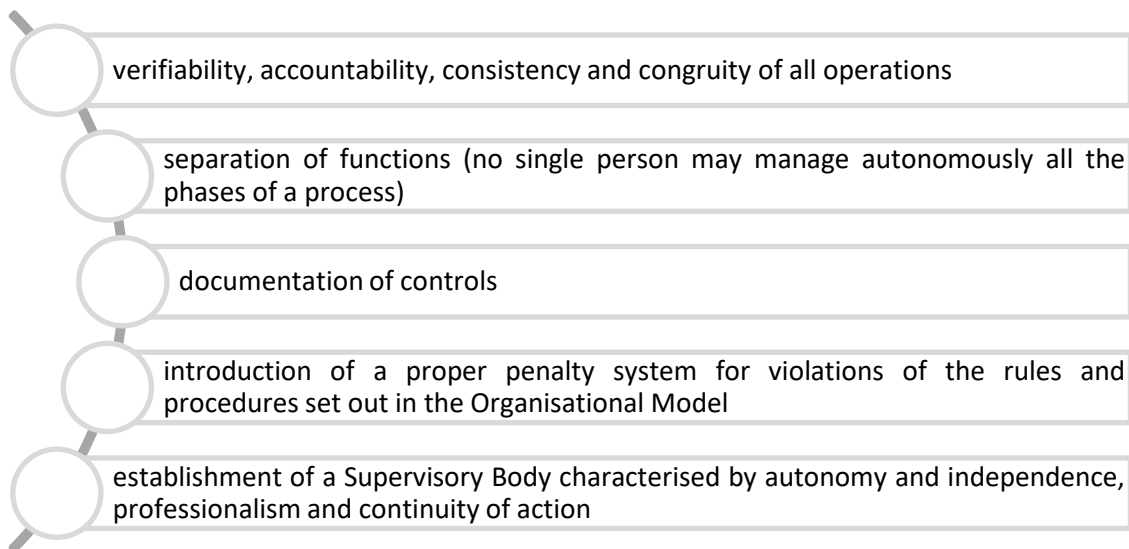 verifiability, accountability, consistency and congruity of all operations
separation of functions (no single person may manage autonomously all the
phases of a process)
documentation of controls
introduction of a proper penalty system for violations of the rules and
procedures set out in the Organisational Model
establishment of a Supervisory Body characterised by autonomy and independence,
professionalism and continuity of action